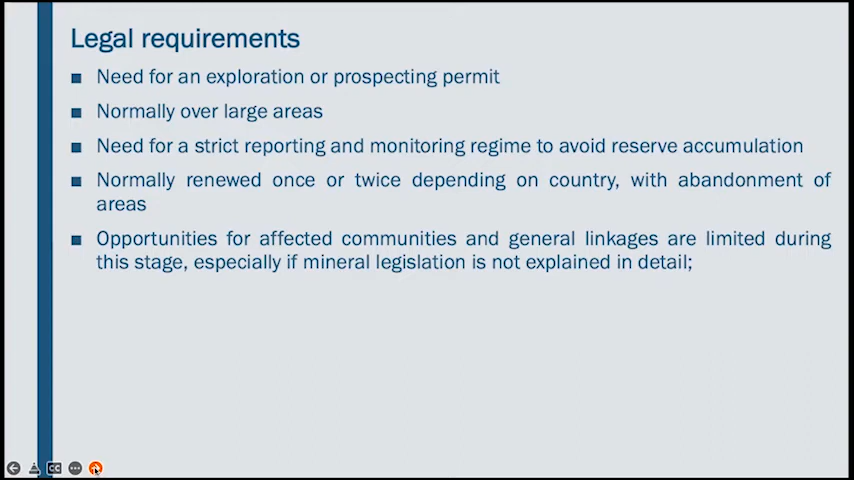 Legal requirements
Need for an exploration or prospecting permit
Normally over large areas
Need for a strict reporting and monitoring regime to avoid reserve accumulation
Normally renewed once or twice depending on country, with abandonment of
areas
Opportunities for affected communities and general linkages are limited during
this stage, especially if mineral legislation is not explained in detail;
CC